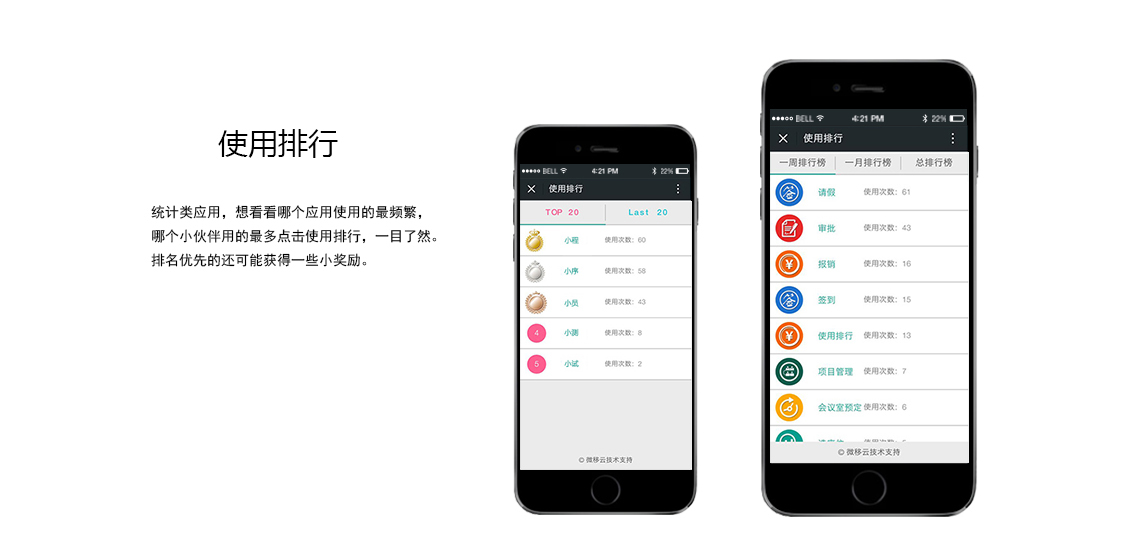 使用排行
统计类应用，想看看哪个应用使用的最频繁，
哪个小伙伴用的最多点击使用排行，一目了然。
排名优先的还可能获得一些小奖励。
BELL 4:21 PM 22%
使用排行
TOP 20 Last 20
小程 使用次数：60
小序 使用次数：58
小员 使用次数：43
4 小测 使用次数：8
5 小试 使用次数：2
© 微移云技术支持
BELL 4:21 PM 22%
使用排行
一周排行榜 一月排行榜 总排行榜
请假 使用次数：61
审批 使用次数：43
报销 使用次数：16
签到 使用次数：15
使用排行 使用次数：13
项目管理 使用次数：7
会议室预定 使用次数：6
© 微移云技术支持